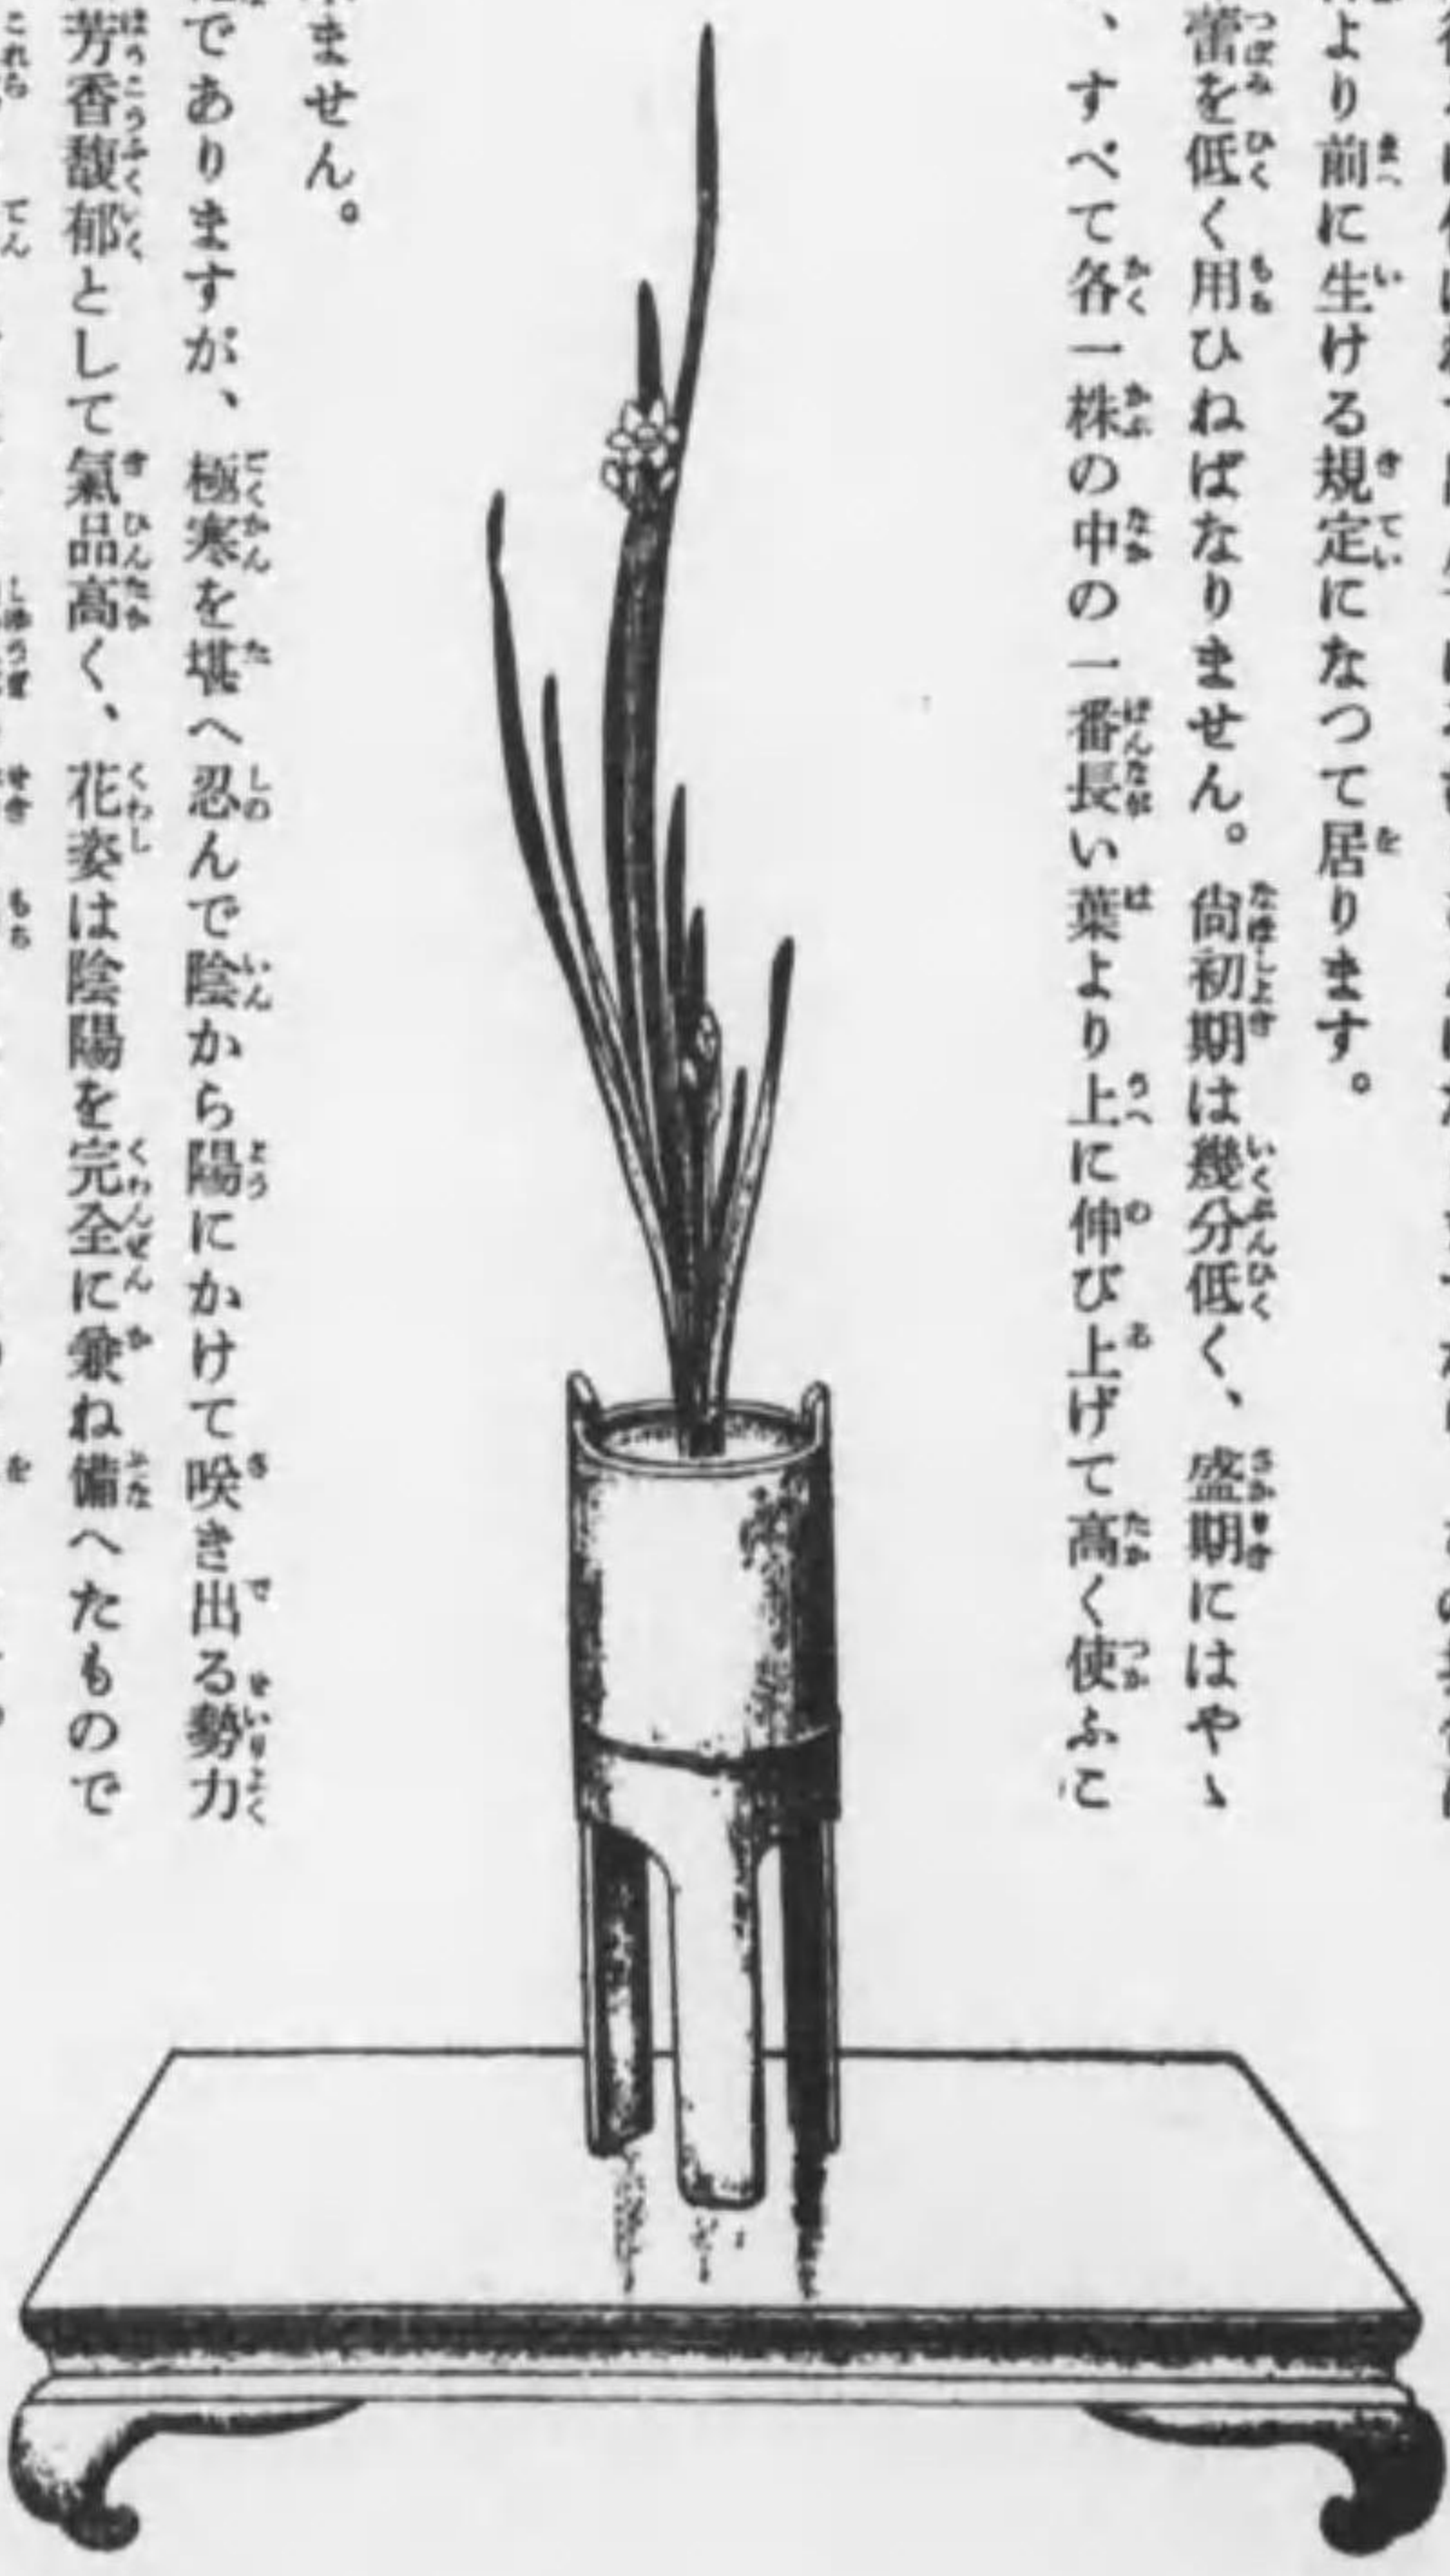 より前に生ける規定になつて居ります。
蕾を低く用ひねばなりません。尙初期は幾分低く、盛期にはやゝ
、すべて各一株の中の一番長い葉より上に伸び上げて高く使ふこ
ません。
でありますが、極寒を堪へ忍んで陰から陽にかけて咲き出る勢力
芳香馥郁として氣品高く、花姿は陰陽を完全に兼ね備へたもので